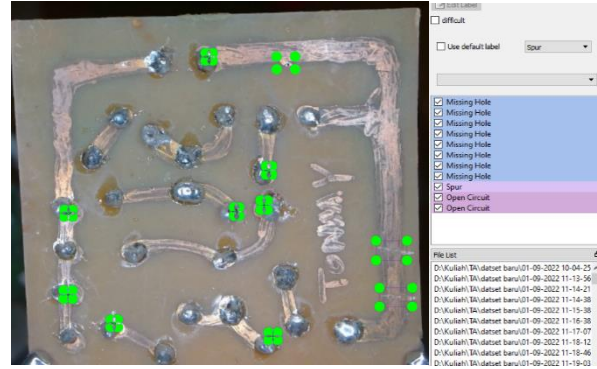 Edit Label
difficult
Use default label
Spur
Missing Hole
Missing Hole
Missing Hole
Missing Hole
Missing Hole
Missing Hole
Missing Hole
Missing Hole
Spur
Open Circuit
Open Circuit
File List
D:\Kuliah\TA\datset baru\01-09-2022 10-04-25
D:\Kuliah\TA\datset baru\01-09-2022 11-13-56
D:\Kuliah\TA\datset baru\01-09-2022 11-14-21
D:\Kuliah\TA\datset baru\01-09-2022 11-14-38
D:\Kuliah\TA\datset baru\01-09-2022 11-15-38
D:\Kuliah\TA\datset baru\01-09-2022 11-16-38
D:\Kuliah\TA\datset baru\01-09-2022 11-17-07
D:\Kuliah\TA\datset baru\01-09-2022 11-18-12
D:\Kuliah\TA\datset baru\01-09-2022 11-18-46
D:\Kuliah\TA\datset baru\01-09-2022 11-19-03